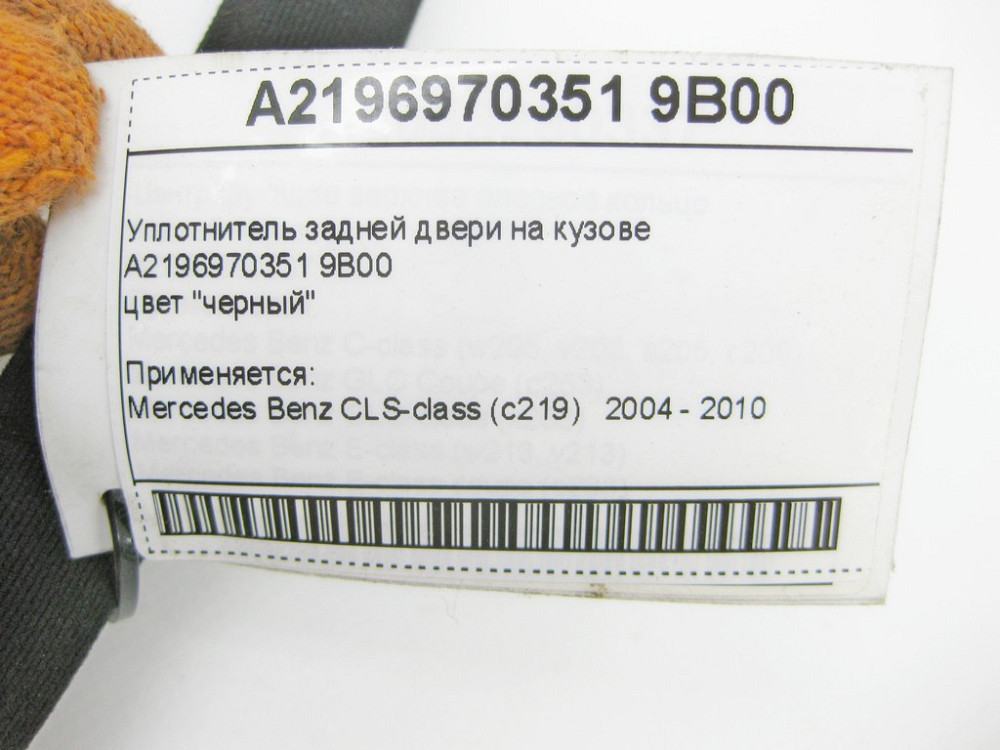 A2196970351 9B00
Уплотнитель задней двери на кузове
A2196970351 9B00
цвет "черный"
Применяется:
Mercedes Benz CLS-class (c219) 2004 - 2010